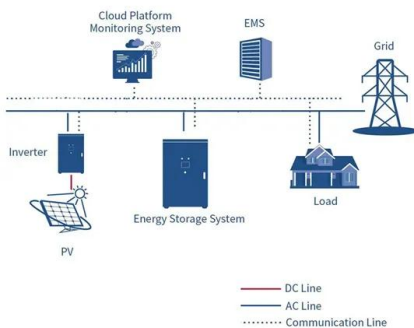 Cloud Platform
Monitoring System
EMS
Grid
Inverter
Energy Storage System
Load
PV
DC Line
AC Line
Communication Line